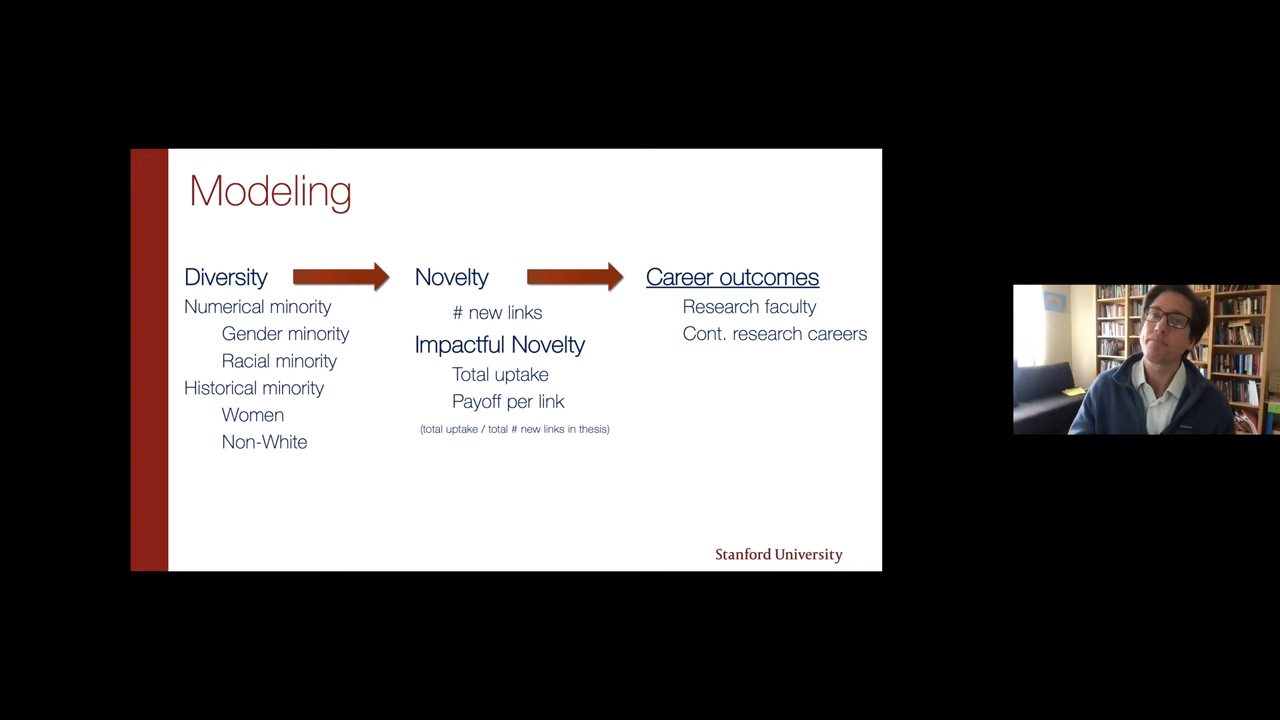 Modeling
Diversity
Numerical minority
Gender minority
Racial minority
Historical minority
Women
Non-White
Novelty
# new links
Impactful Novelty
Total uptake
Payoff per link
(total uptake / total # new links in thesis)
Career outcomes
Research faculty
Cont. research careers
Stanford University